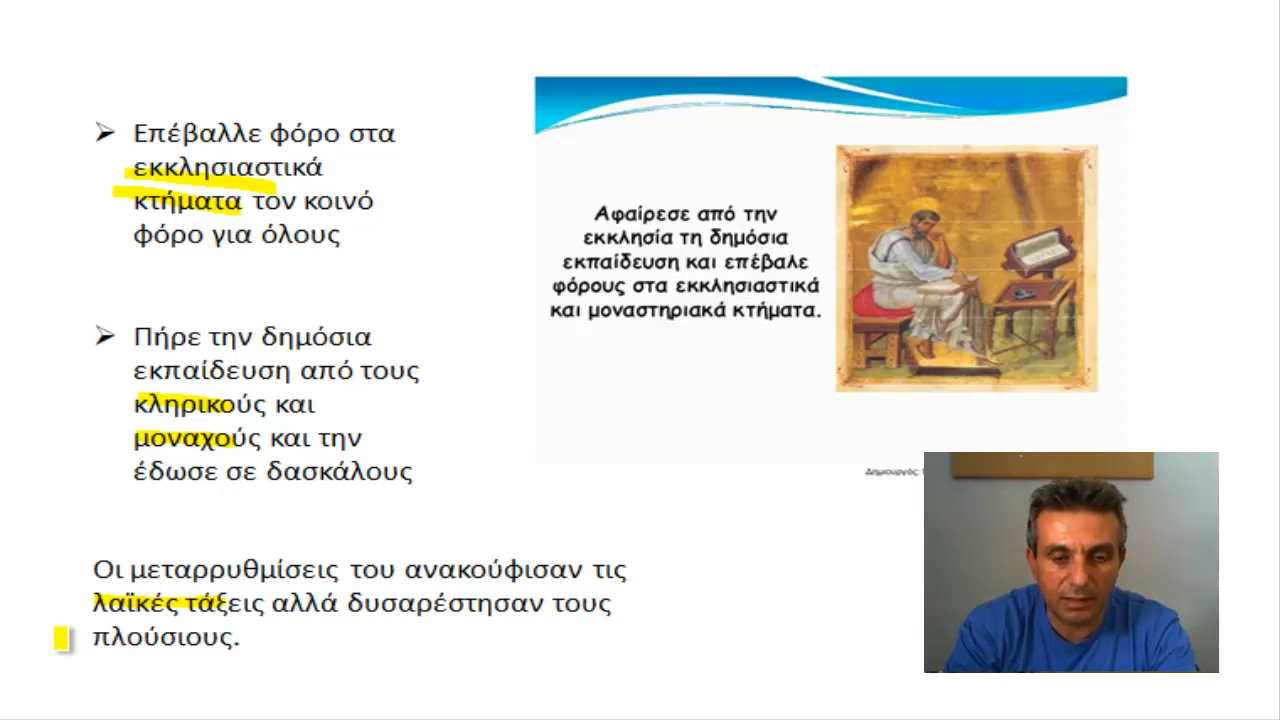 Επέβαλλε φόρο στα
εκκλησιαστικά
κτήματα τον κοινό
φόρο για όλους
Πήρε την δημόσια
εκπαίδευση από τους
κληρικούς και
μοναχούς και την
έδωσε σε δασκάλους
Οι μεταρρυθμίσεις του ανακούφισαν τις
λαϊκές τάξεις αλλά δυσαρέστησαν τους
πλούσιους.
Αφαίρεσε από την
εκκλησία τη δημόσια
εκπαίδευση και επέβαλε
φόρους στα εκκλησιαστικά
και μοναστηριακά κτήματα.
Δημιουργός: